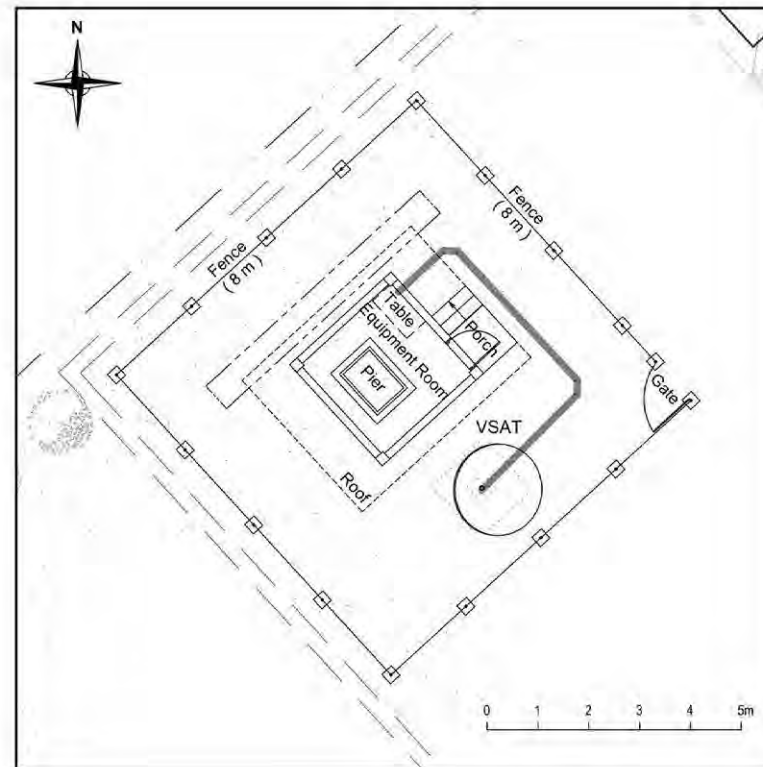 N
Fence
( 8 m )
Fence
( 8 m )
Table
Porch
Equipment Room
Pier
Gate
VSAT
Roof
0 1 2 3 4 5m